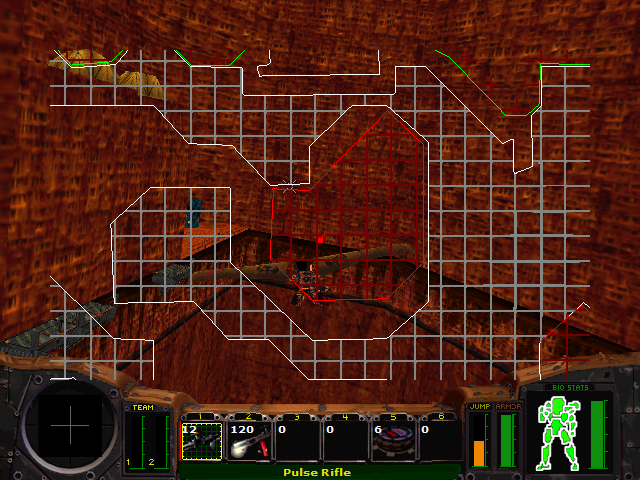 JUMP ARMOR
BIO STATS
TEAM
1 2 3 4 5 6
12 120 0 0 6 0
1 2
Pulse Rifle